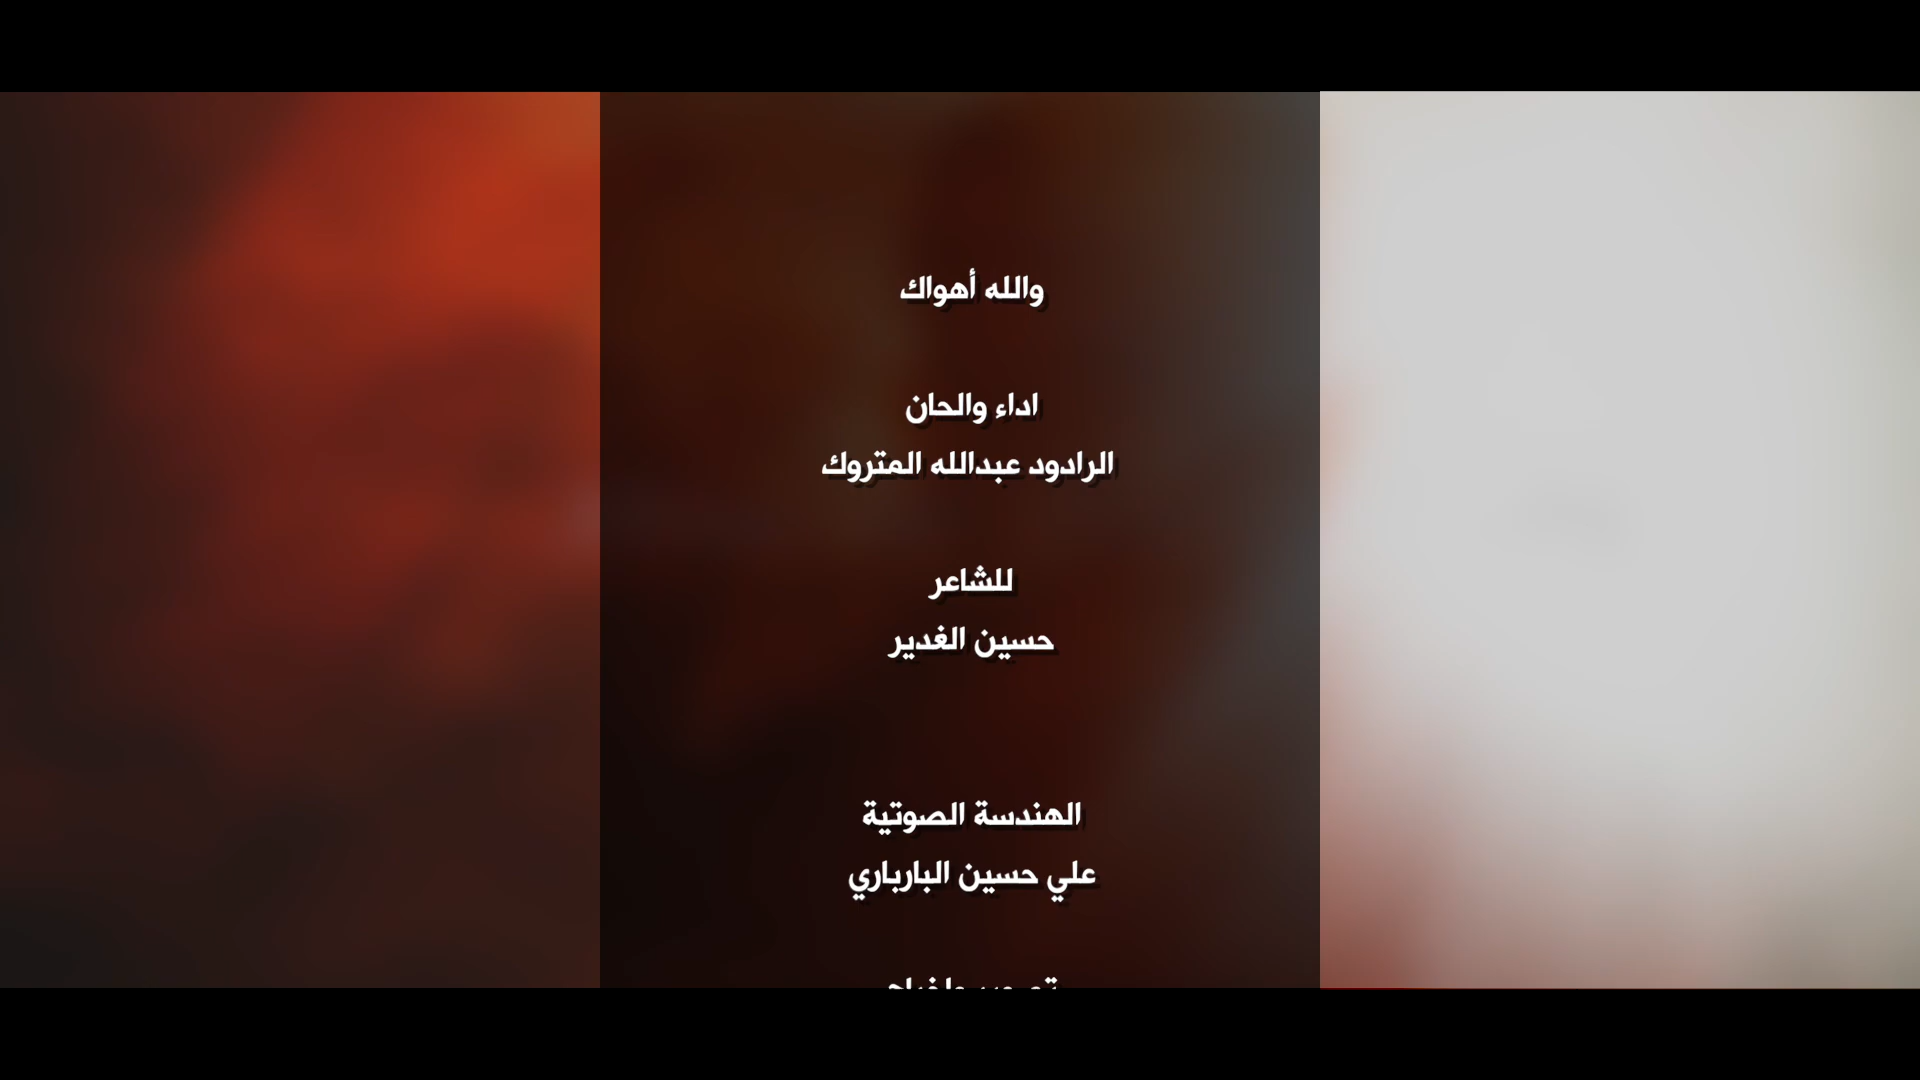 والله أهواك
اداء والحان
الرادود عبدالله المتروك
للشاعر
حسين الغدير
الهندسة الصوتية
علي حسين البارباري